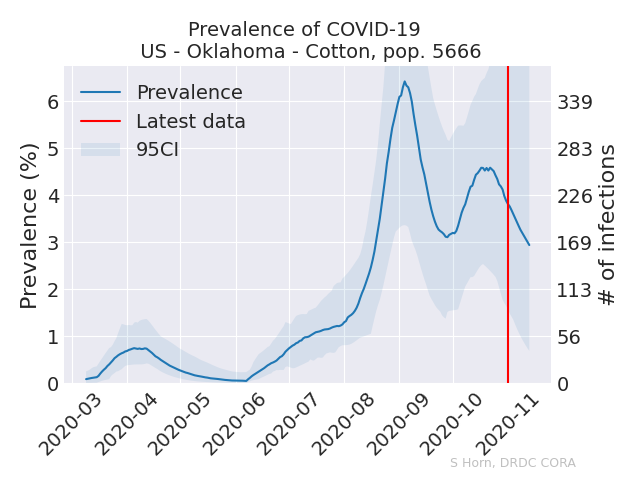 Prevalence of COVID-19
US - Oklahoma - Cotton, pop. 5666
Prevalence
Latest data
95CI
Prevalence (%)
6
5
4
3
2
1
0
# of infections
339
283
226
169
113
56
0
2020-03
2020-04
2020-05
2020-06
2020-07
2020-08
2020-09
2020-10
2020-11
S Horn, DRDC CORA